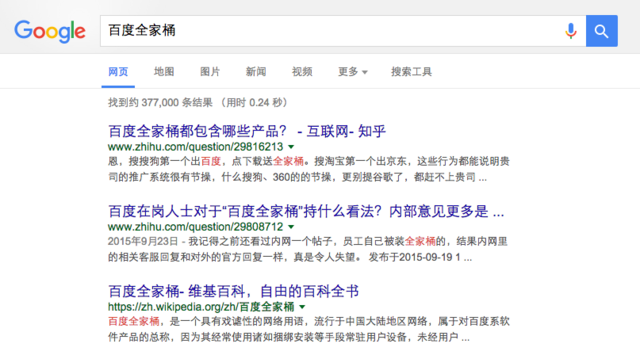 Google 百度全家桶
网页 地图 图片 新闻 视频 更多 搜索工具
找到约 377,000 条结果 （用时 0.24 秒）
百度全家桶都包含哪些产品？ - 互联网- 知乎
www.zhihu.com/question/29816213
恩，搜搜狗第一个出百度，点下载送全家桶。搜淘宝第一个出京东，这些行为都能说明贵
司的推广系统很有节操，什么搜狗、360的的节操，更别提谷歌了，都赶不上贵司 ...
百度在岗人士对于“百度全家桶”持什么看法？内部意见更多是 ...
www.zhihu.com/question/29808712
2015年9月23日 - 我记得之前还看过内网一个帖子，员工自己被装全家桶的，结果内网里
的相关客服回复和对外的官方回复一样，真是令人失望。 发布于2015-09-19 1 ...
百度全家桶- 维基百科，自由的百科全书
https://zh.wikipedia.org/zh/百度全家桶
百度全家桶，是一个具有戏谑性的网络用语，流行于中国大陆地区网络，属于对百度系软
件产品的总称，因为其经常使用诸如捆绑安装等手段常驻用户设备，未经用户 ...